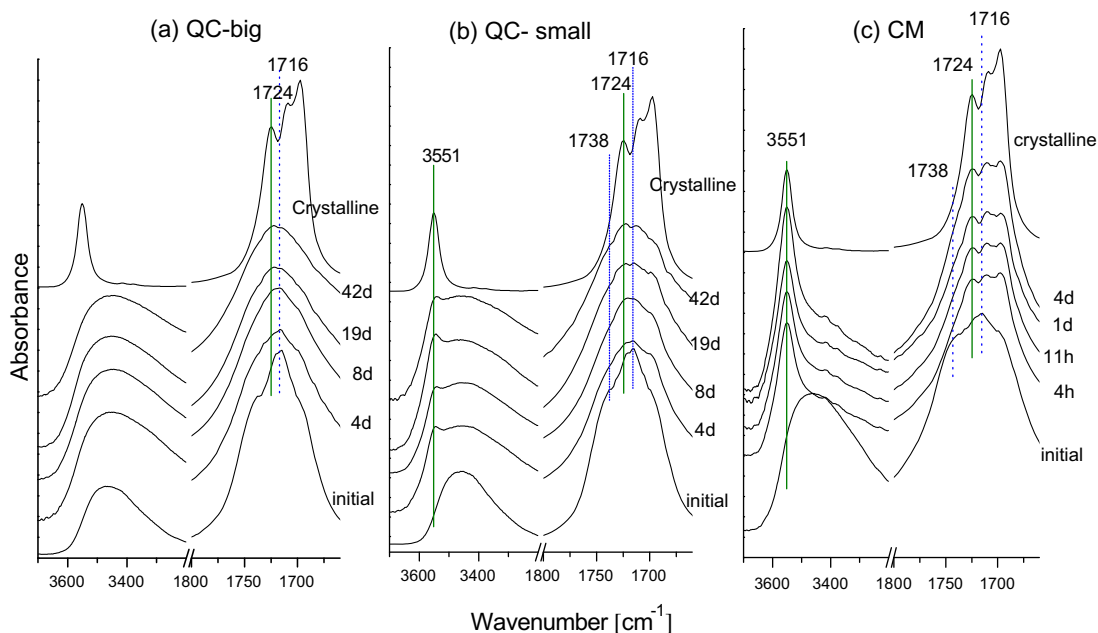 (a) QC-big
(b) QC- small
(c) CM
1716
1724
Crystalline
42d
19d
8d
4d
initial
1716
1724
1738
3551
Crystalline
42d
19d
8d
4d
initial
1716
1724
3551
1738
crystalline
4d
1d
11h
4h
initial
Absorbance
3600 3400 1800 1750 1700
3600 3400 1800 1750 1700
3600 3400 1800 1750 1700
Wavenumber [cm⁻¹]